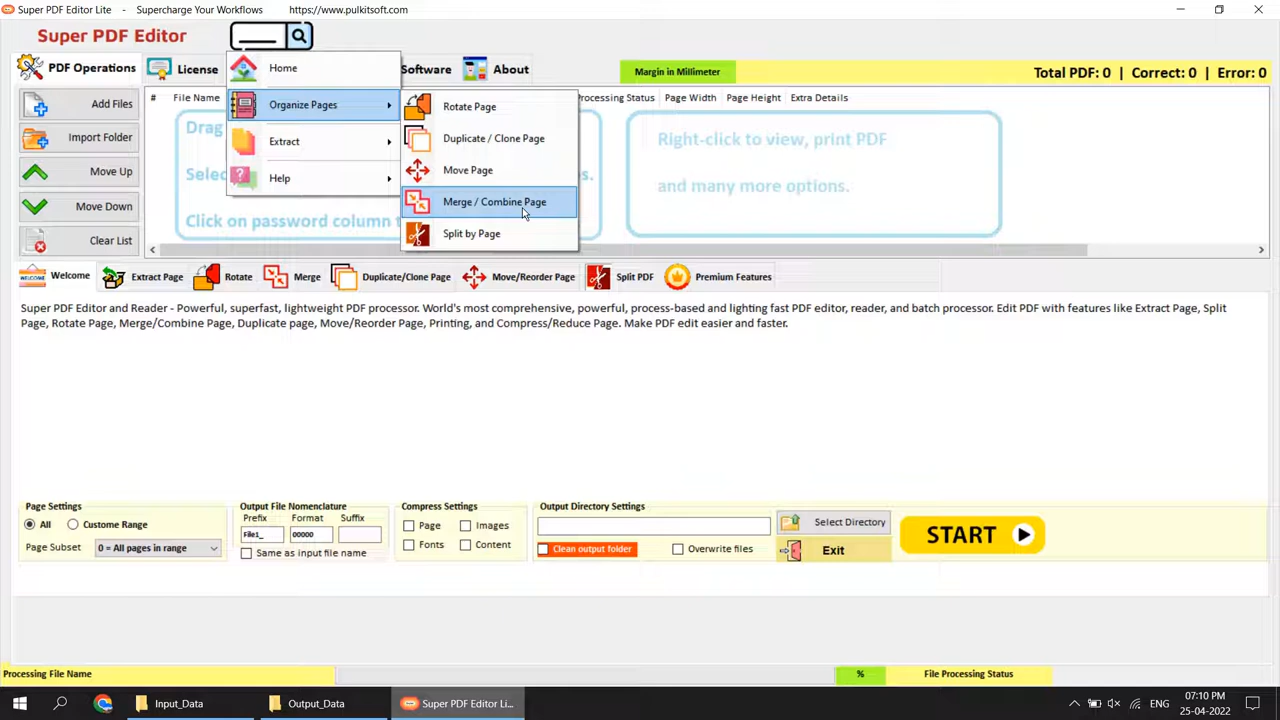 Super PDF Editor Lite - Supercharge Your Workflows https://www.pulkitsoft.com
Super PDF Editor
PDF Operations License Software About Margin in Millimeter Total PDF: 0 | Correct: 0 | Error: 0
Home
Organize Pages
Extract
Help
Rotate Page
Duplicate / Clone Page
Move Page
Merge / Combine Page
Split by Page
Add Files
Import Folder
Move Up
Move Down
Clear List
# File Name Processing Status Page Width Page Height Extra Details
Drag
Selec s.
Click on password column t
Right-click to view, print PDF
and many more options.
Welcome Extract Page Rotate Merge Duplicate/Clone Page Move/Reorder Page Split PDF Premium Features
Super PDF Editor and Reader - Powerful, superfast, lightweight PDF processor. World's most comprehensive, powerful, process-based and lighting fast PDF editor, reader, and batch processor. Edit PDF with features like Extract Page, Split
Page, Rotate Page, Merge/Combine Page, Duplicate page, Move/Reorder Page, Printing, and Compress/Reduce Page. Make PDF edit easier and faster.
Page Settings
All Custome Range
Page Subset 0 = All pages in range
Output File Nomenclature
Prefix Format Suffix
File1_ 00000
Same as input file name
Compress Settings
Page Images
Fonts Content
Output Directory Settings
Select Directory
Clean output folder Overwrite files Exit
START
Processing File Name % File Processing Status
Input_Data Output_Data Super PDF Editor Li... ENG 07:10 PM
25-04-2022